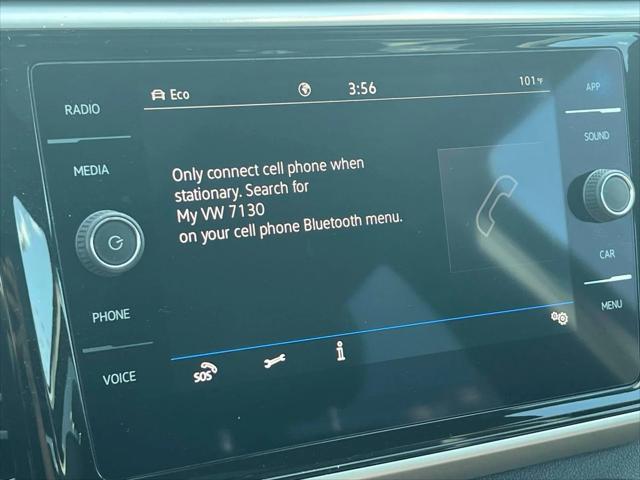 Eco 3:56 101°F
RADIO
MEDIA
PHONE
VOICE
Only connect cell phone when
stationary. Search for
My VW 7130
on your cell phone Bluetooth menu.
SOS
i
APP
SOUND
CAR
MENU